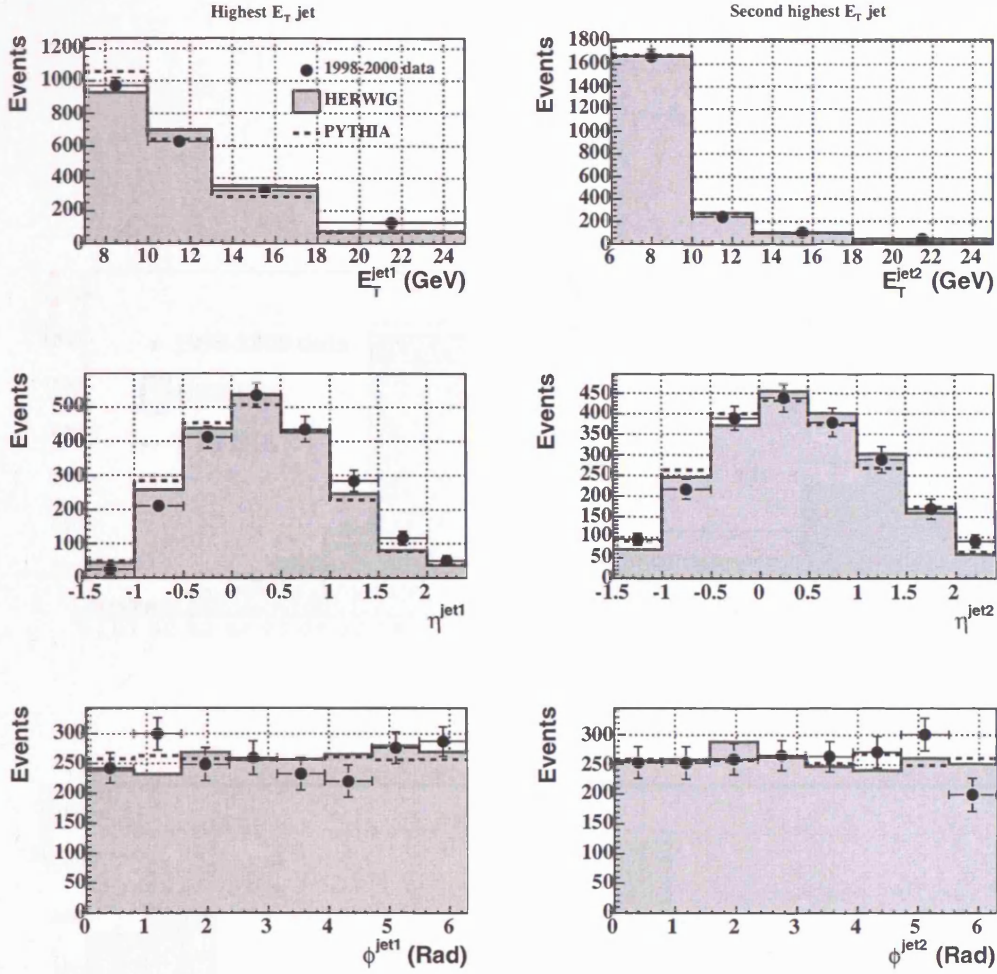 Highest E_T jet
Events
1200
1000
800
600
400
200
0
1998-2000 data
HERWIG
PYTHIA
8 10 12 14 16 18 20 22 24
E_T^jet1 (GeV)
Second highest E_T jet
Events
1800
1600
1400
1200
1000
800
600
400
200
0
6 8 10 12 14 16 18 20 22 24
E_T^jet2 (GeV)
Events
500
400
300
200
100
0
-1.5 -1 -0.5 0 0.5 1 1.5 2
η^jet1
Events
450
400
350
300
250
200
150
100
50
0
-1.5 -1 -0.5 0 0.5 1 1.5 2
η^jet2
Events
300
250
200
150
100
50
0
0 1 2 3 4 5 6
φ^jet1 (Rad)
Events
300
250
200
150
100
50
0
0 1 2 3 4 5 6
φ^jet2 (Rad)